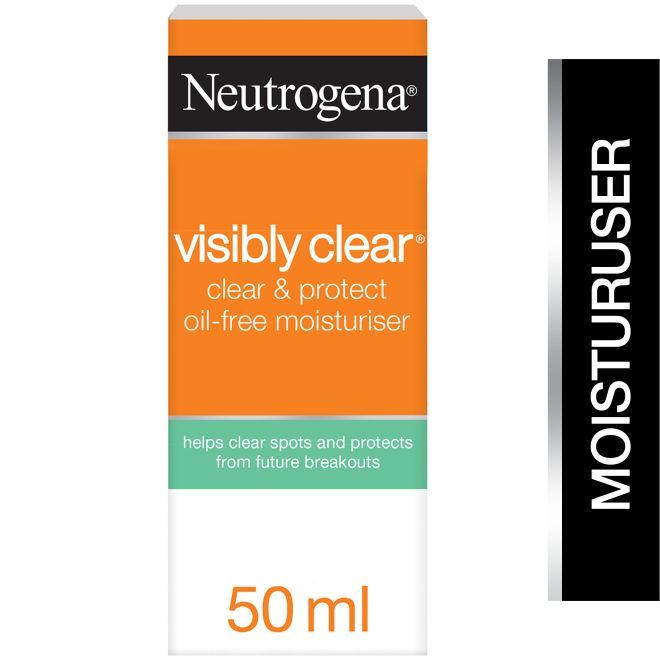 Neutrogena®
visibly clear®
clear & protect
oil-free moisturiser
helps clear spots and protects
from future breakouts
50 ml
MOISTURUSER